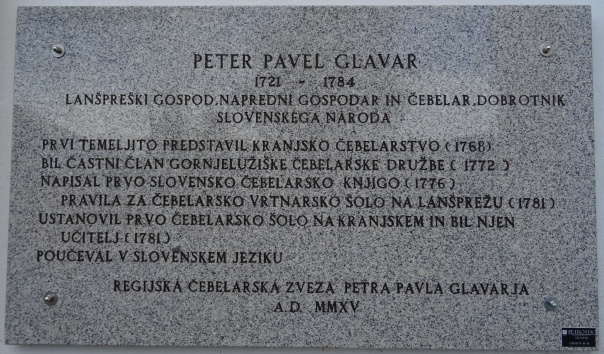 PETER PAVEL GLAVAR
1721 - 1784
LANŠPREŠKI GOSPOD, NAPREDNI GOSPODAR IN ČEBELAR, DOBROTNIK
SLOVENSKEGA NARODA
PRVI TEMELJITO PREDSTAVIL KRANJSKO ČEBELARSTVO (1768)
BIL ČASTNI ČLAN GORNJELUŽIŠKE ČEBELARSKE DRUŽBE (1772)
NAPISAL PRVO SLOVENSKO ČEBELARSKO KNJIGO (1776)
PRAVILA ZA ČEBELARSKO VRTNARSKO ŠOLO NA LANŠPREŽU (1781)
USTANOVIL PRVO ČEBELARSKO ŠOLO NA KRANJSKEM IN BIL NJEN
UČITELJ (1781)
POUČEVAL V SLOVENSKEM JEZIKU
REGIJSKA ČEBELARSKA ZVEZA PETRA PAVLA GLAVARJA
A.D. MMXV